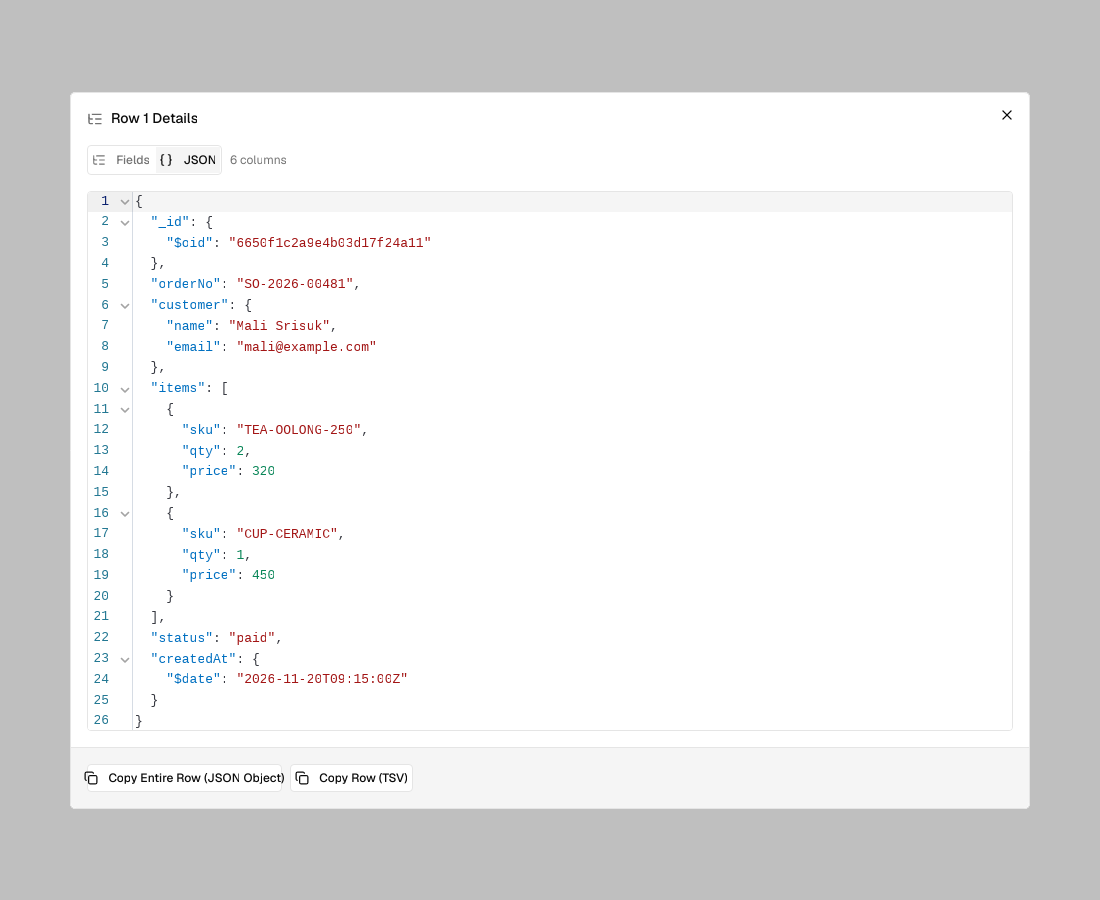 Row 1 Details
Fields { } JSON 6 columns
1 {
2 "_id": {
3 "$oid": "6650f1c2a9e4b03d17f24a11"
4 },
5 "orderNo": "SO-2026-00481",
6 "customer": {
7 "name": "Mali Srisuk",
8 "email": "mali@example.com"
9 },
10 "items": [
11 {
12 "sku": "TEA-OOLONG-250",
13 "qty": 2,
14 "price": 320
15 },
16 {
17 "sku": "CUP-CERAMIC",
18 "qty": 1,
19 "price": 450
20 }
21 ],
22 "status": "paid",
23 "createdAt": {
24 "$date": "2026-11-20T09:15:00Z"
25 }
26 }
Copy Entire Row (JSON Object) Copy Row (TSV)